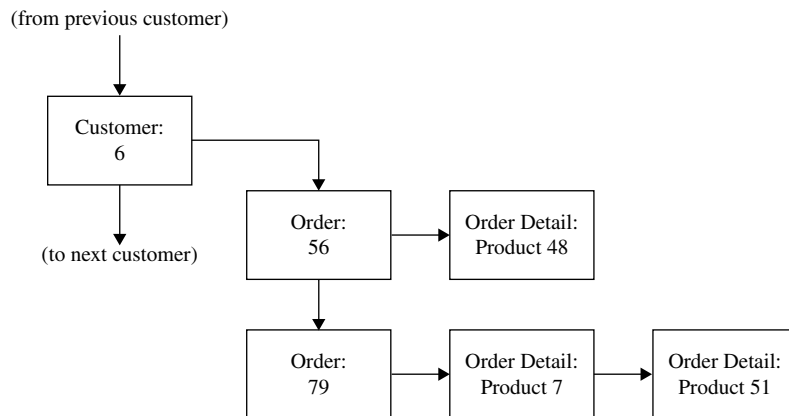 (from previous customer)
Customer:
6
(to next customer)
Order:
56
Order Detail:
Product 48
Order:
79
Order Detail:
Product 7
Order Detail:
Product 51